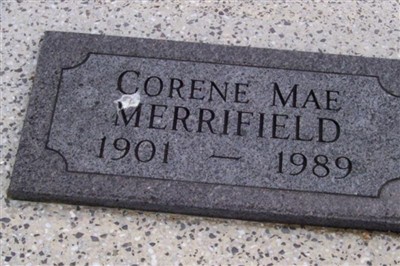 CORENE MAE
MERRIFIELD
1901 — 1989